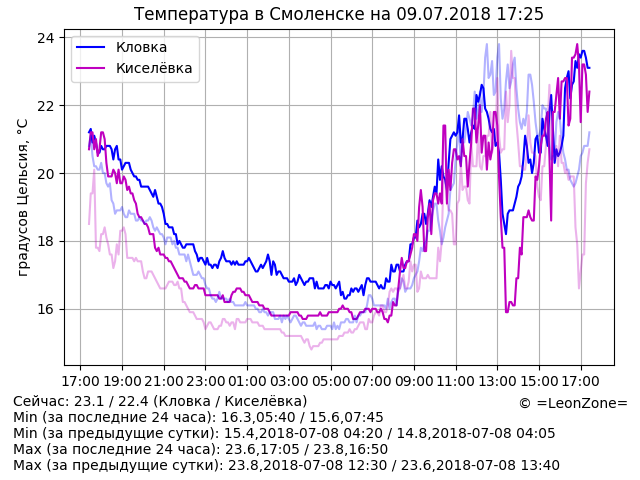 Температура в Смоленске на 09.07.2018 17:25
Кловка
Киселёвка
градусов Цельсия, °C
24
22
20
18
16
17:00 19:00 21:00 23:00 01:00 03:00 05:00 07:00 09:00 11:00 13:00 15:00 17:00
Сейчас: 23.1 / 22.4 (Кловка / Киселёвка)
© =LeonZone=
Min (за последние 24 часа): 16.3,05:40 / 15.6,07:45
Min (за предыдущие сутки): 15.4,2018-07-08 04:20 / 14.8,2018-07-08 04:05
Max (за последние 24 часа): 23.6,17:05 / 23.8,16:50
Max (за предыдущие сутки): 23.8,2018-07-08 12:30 / 23.6,2018-07-08 13:40